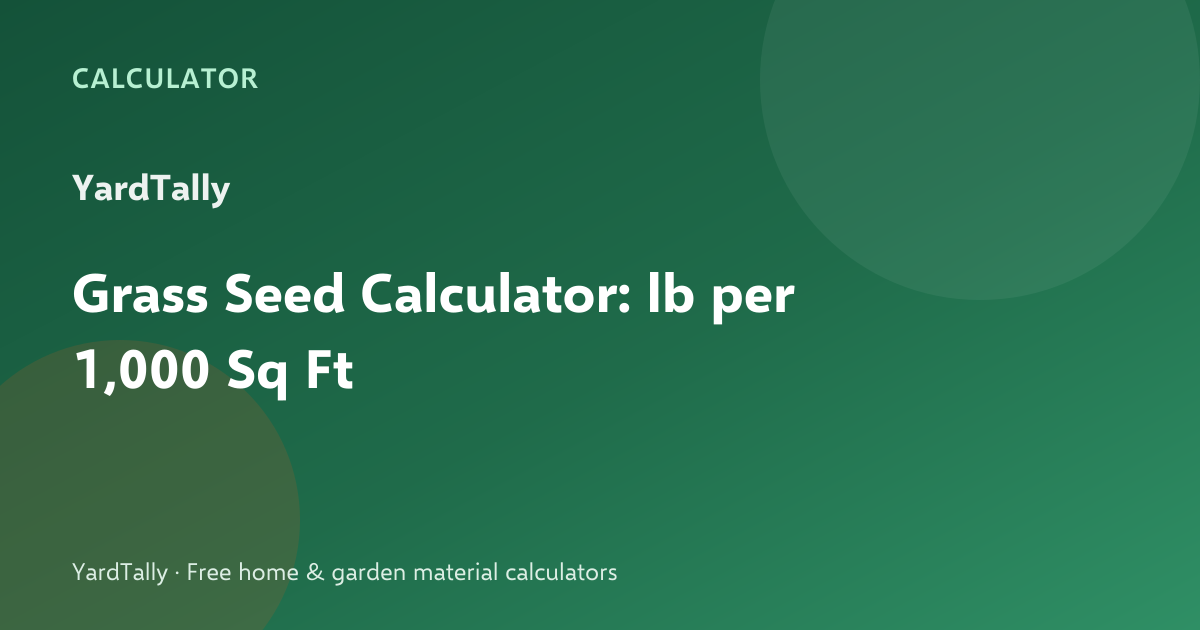 CALCULATOR
YardTally
Grass Seed Calculator: lb per
1,000 Sq Ft
YardTally · Free home & garden material calculators